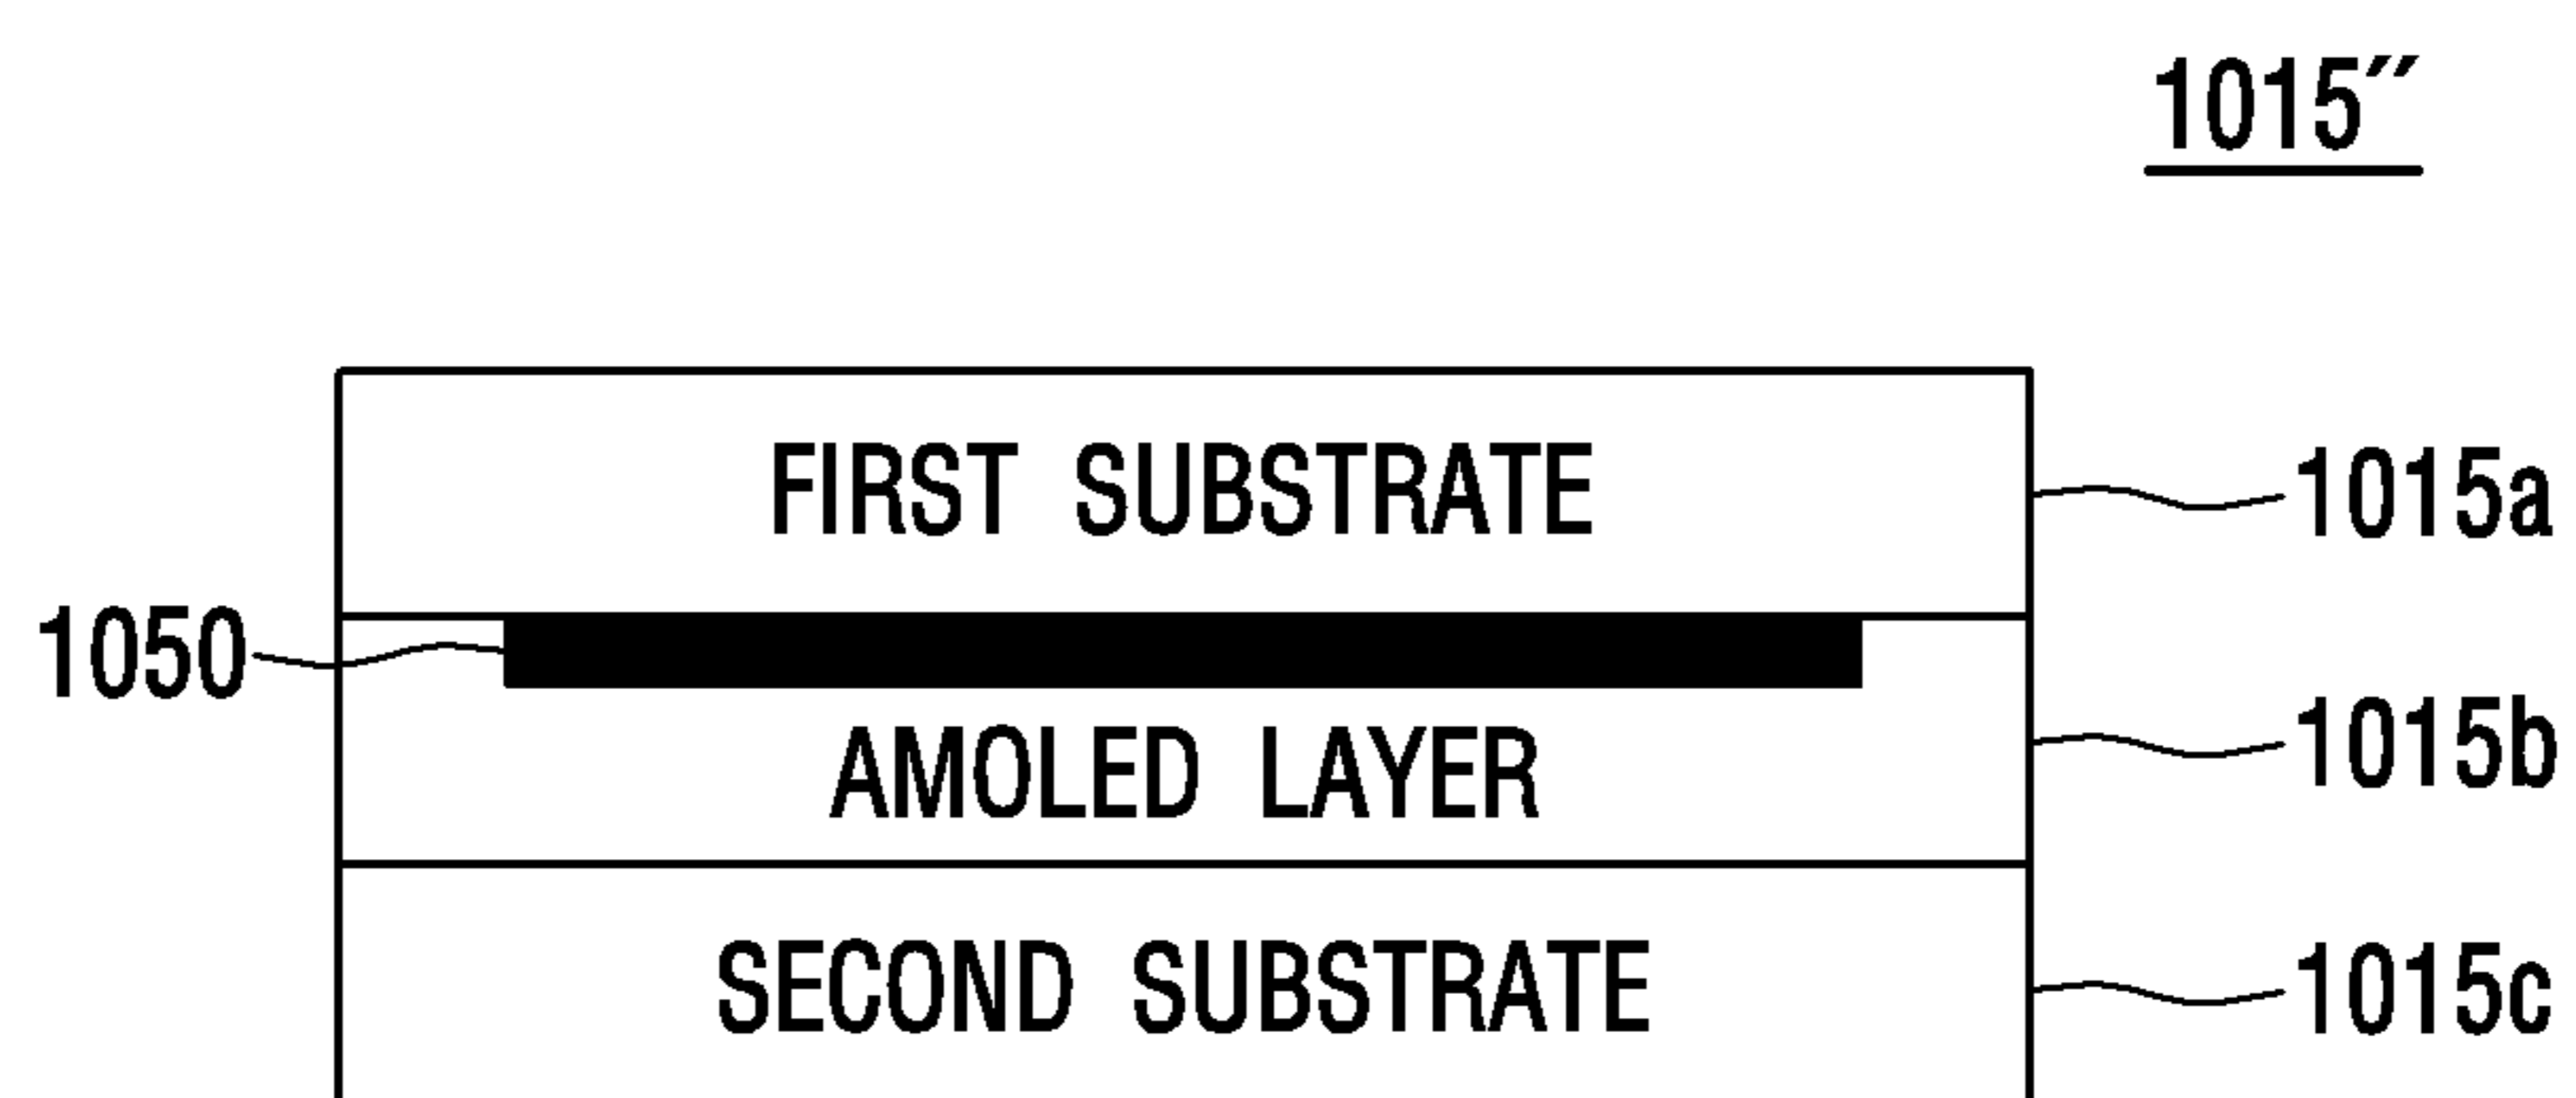 1015″
FIRST SUBSTRATE
1015a
1050
AMOLED LAYER
1015b
SECOND SUBSTRATE
1015c